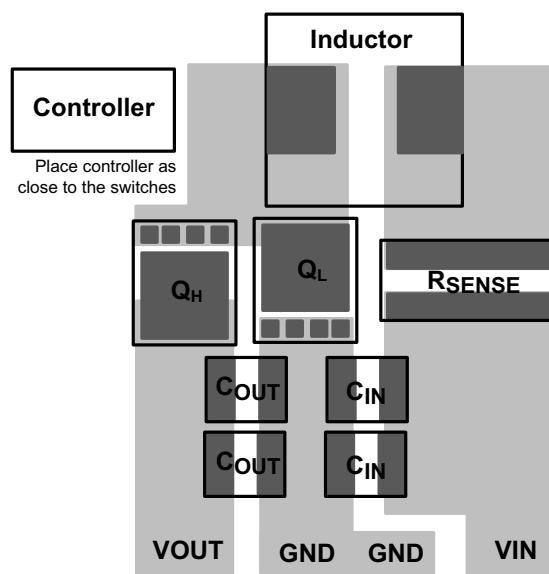 Inductor
Controller
Place controller as
close to the switches
QH
QL
RSENSE
COUT
CIN
COUT
CIN
VOUT
GND
GND
VIN